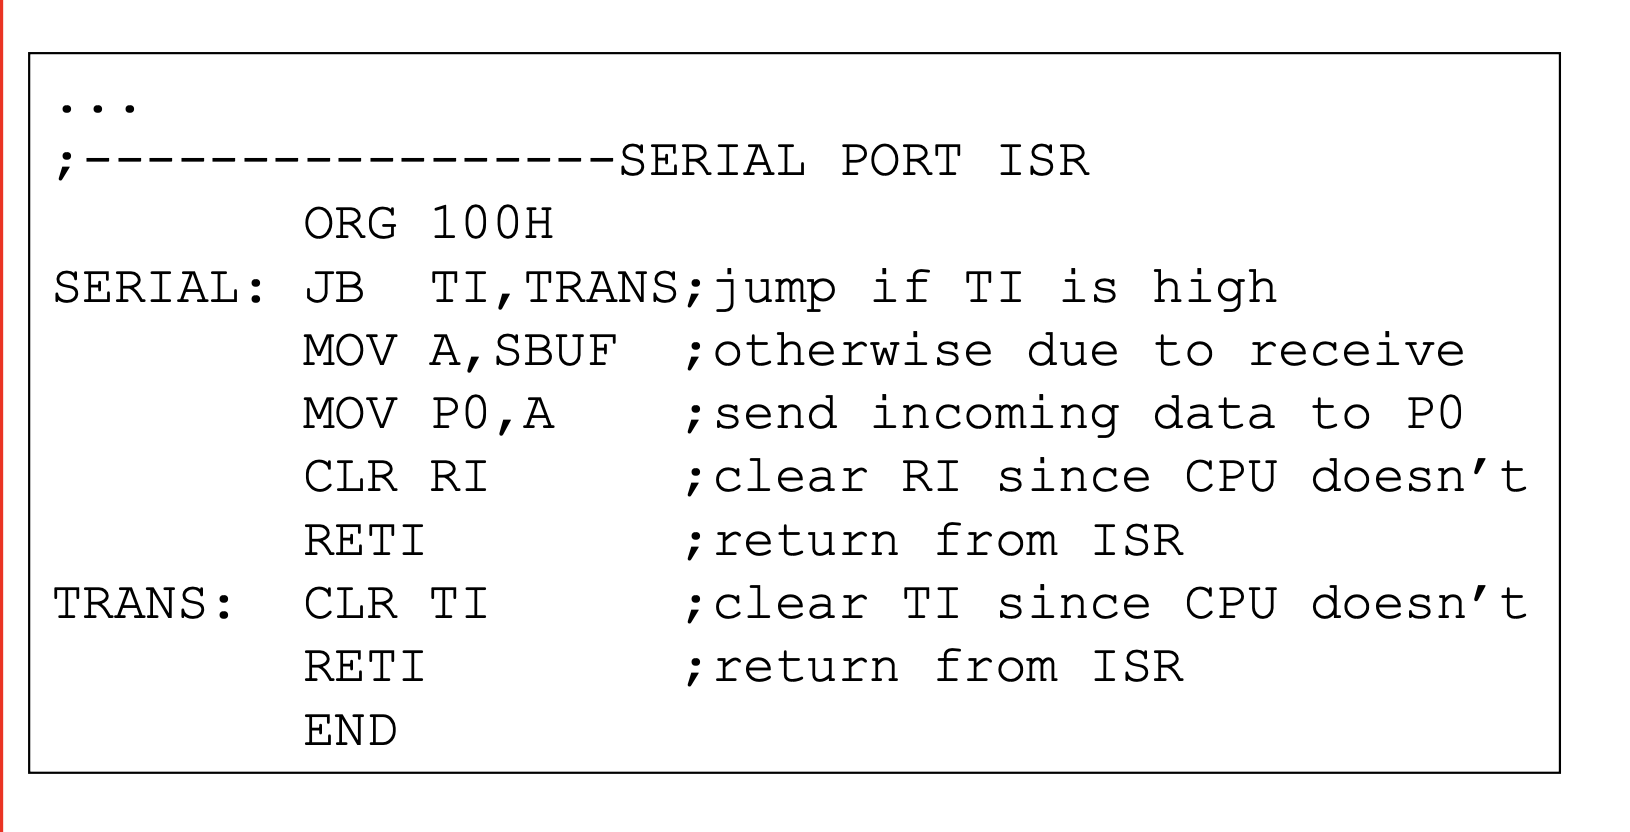 ...
;-----------------SERIAL PORT ISR
        ORG 100H
SERIAL: JB  TI,TRANS;jump if TI is high
        MOV A,SBUF  ;otherwise due to receive
        MOV P0,A    ;send incoming data to P0
        CLR RI      ;clear RI since CPU doesn’t
        RETI        ;return from ISR
TRANS:  CLR TI      ;clear TI since CPU doesn’t
        RETI        ;return from ISR
        END